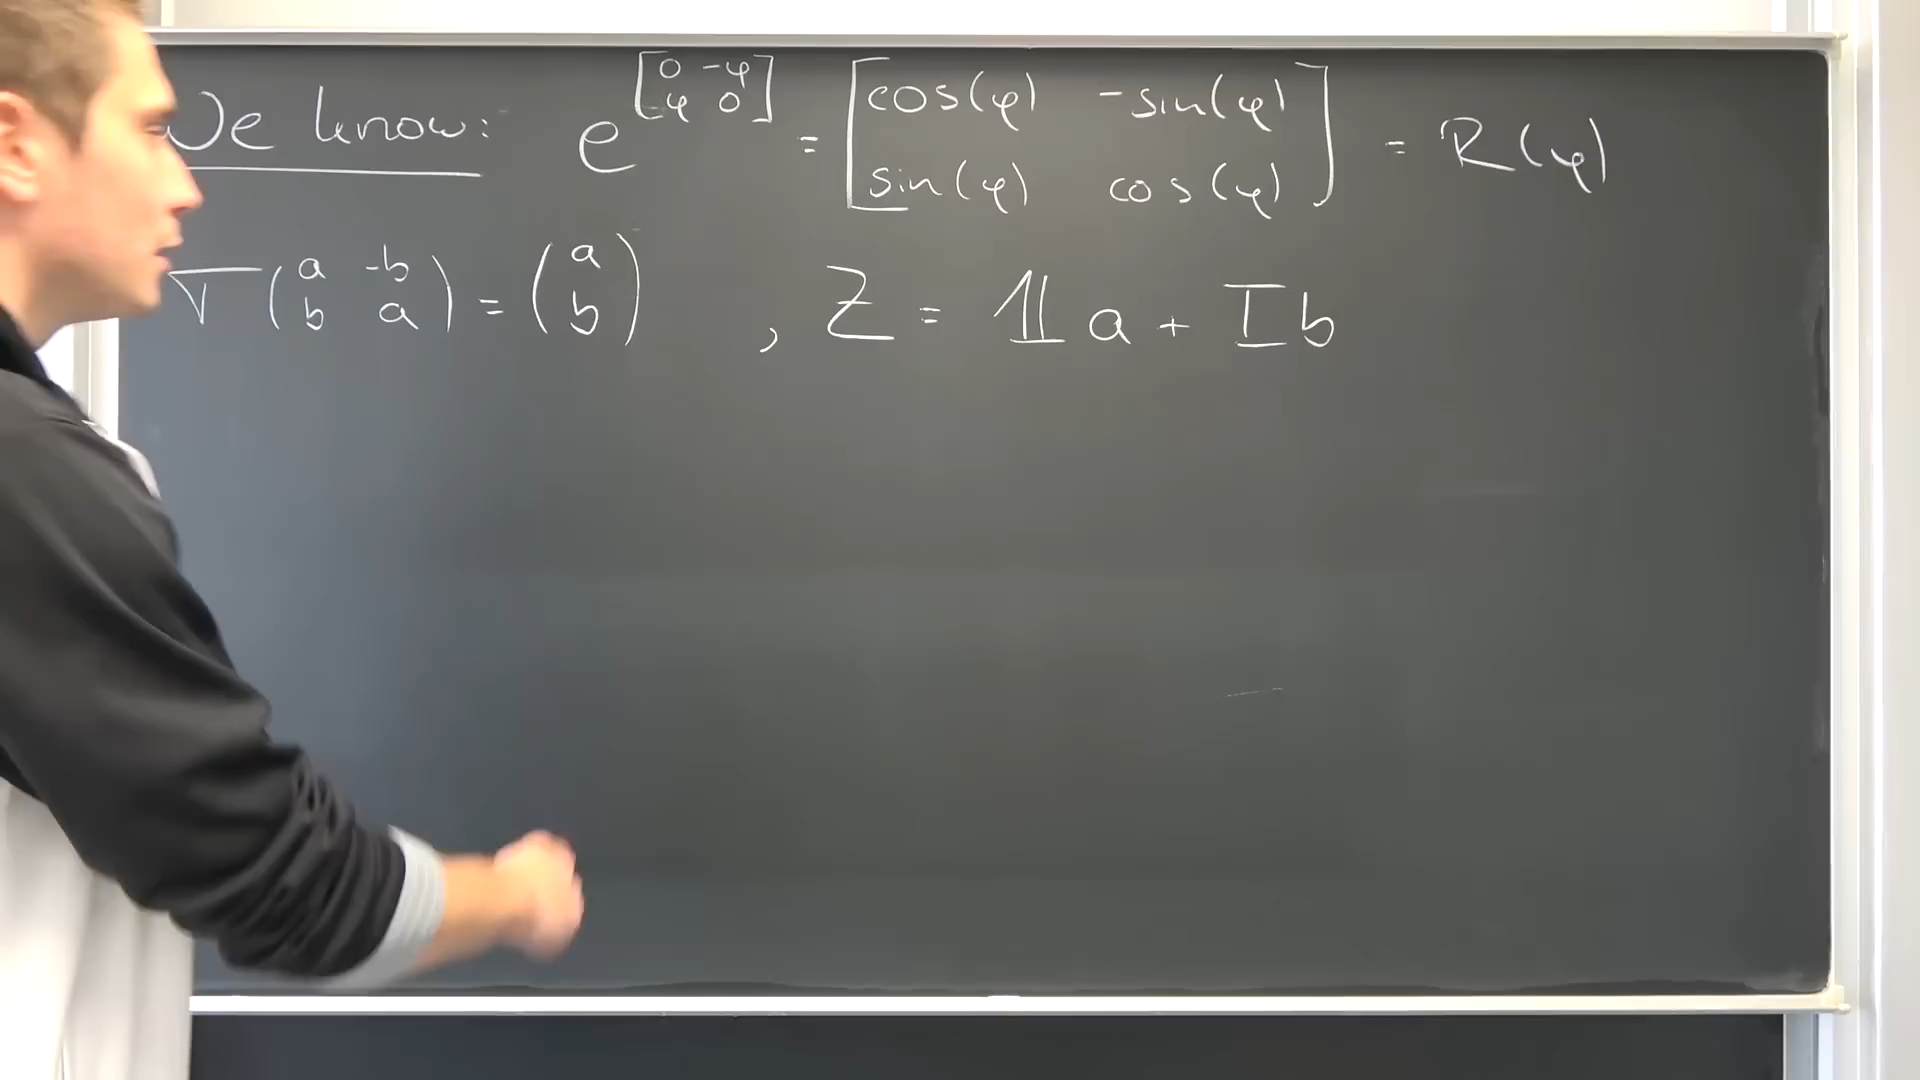 We know: e^[0 -φ; φ 0] = [cos(φ) -sin(φ); sin(φ) cos(φ)] = R(φ)
T(a -b; b a) = (a; b) , Z = 𝟙a + Ib